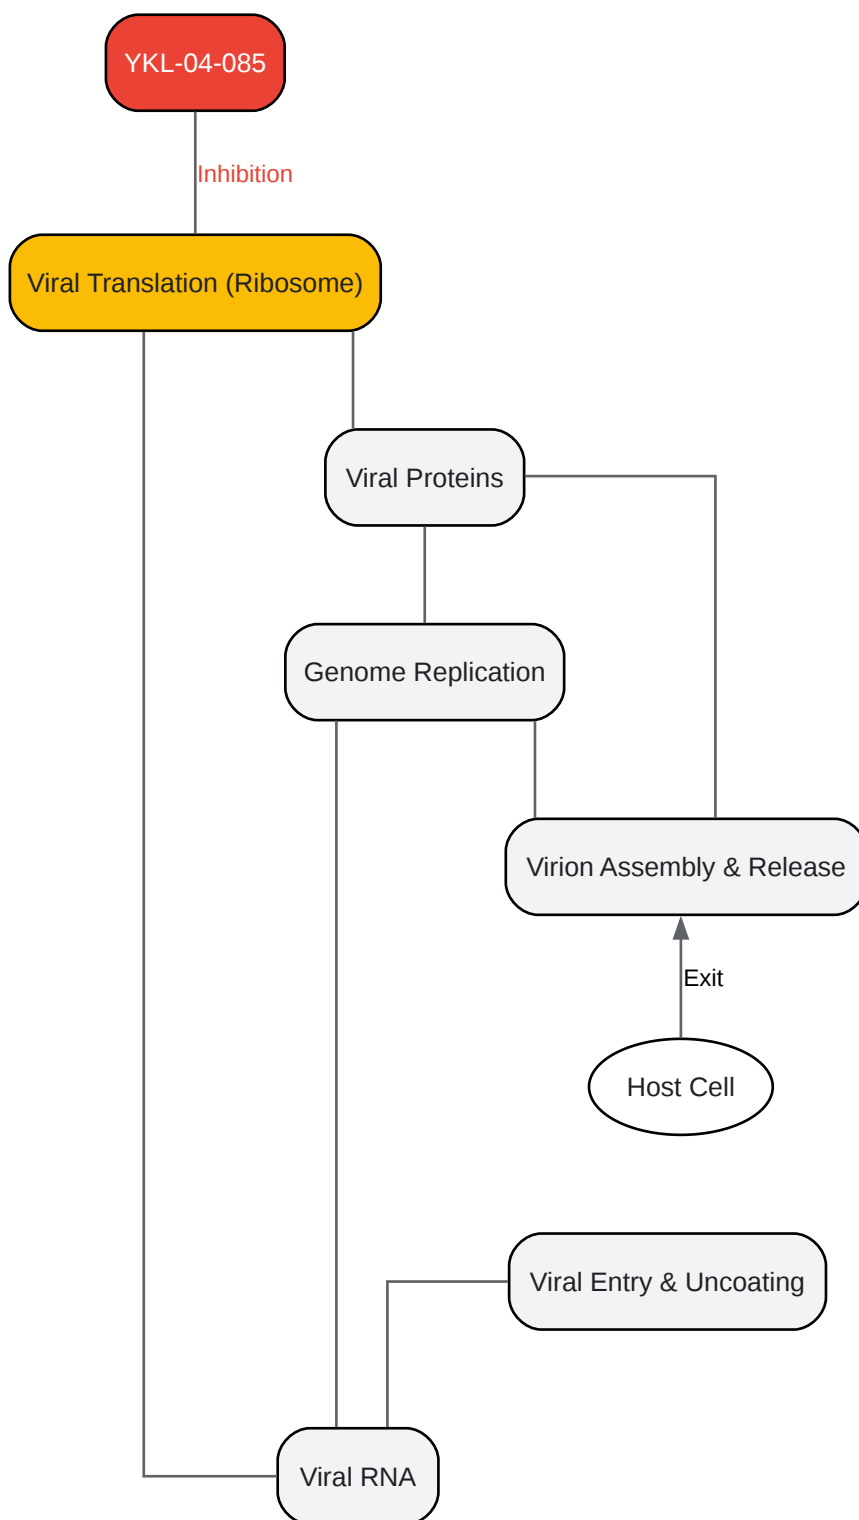 YKL-04-085
Inhibition
Viral Translation (Ribosome)
Viral Proteins
Genome Replication
Virion Assembly & Release
Exit
Host Cell
Viral Entry & Uncoating
Viral RNA